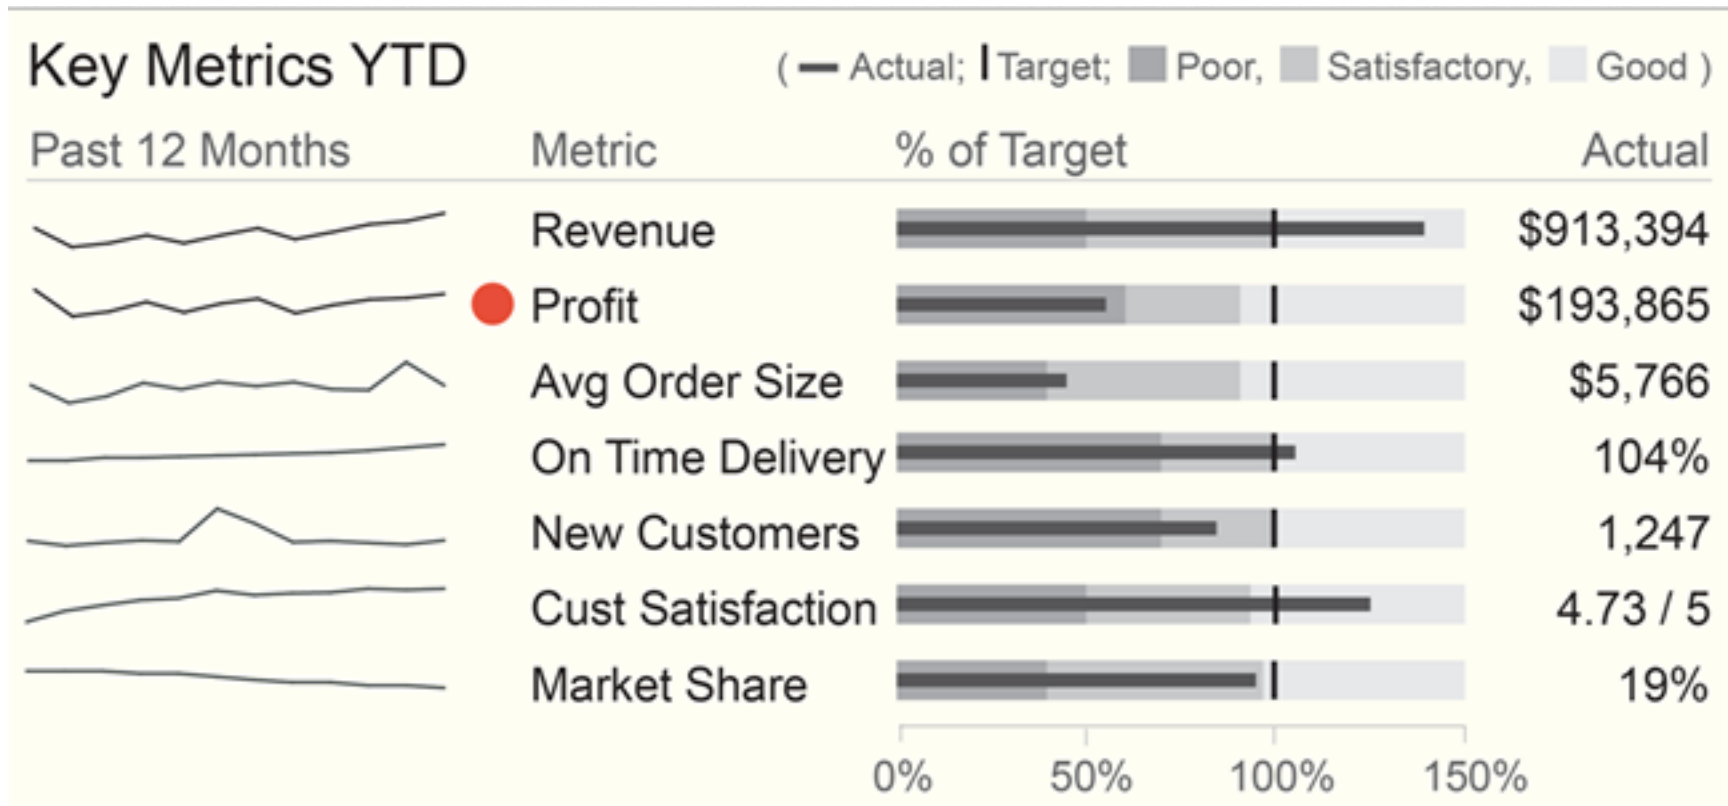 Key Metrics YTD ( Actual; Target; Poor, Satisfactory, Good )
Past 12 Months Metric % of Target Actual
Revenue $913,394
Profit $193,865
Avg Order Size $5,766
On Time Delivery 104%
New Customers 1,247
Cust Satisfaction 4.73 / 5
Market Share 19%
0% 50% 100% 150%